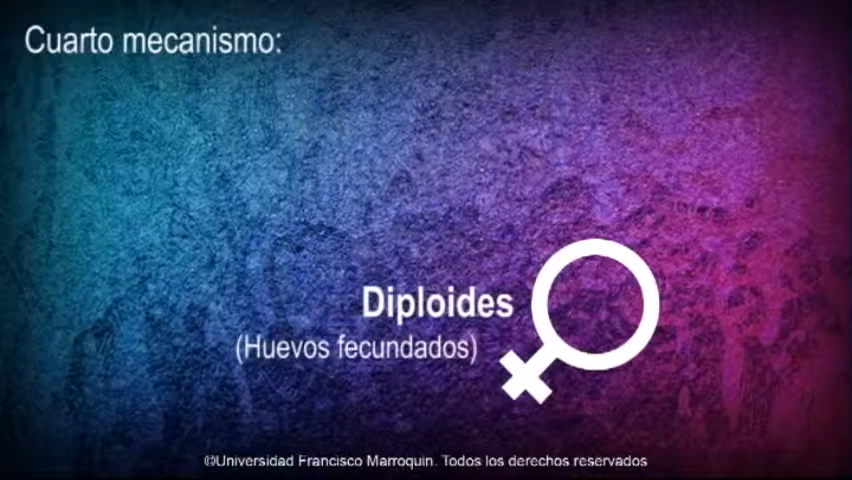 Cuarto mecanismo:
Diploides
(Huevos fecundados)
©Universidad Francisco Marroquin. Todos los derechos reservados